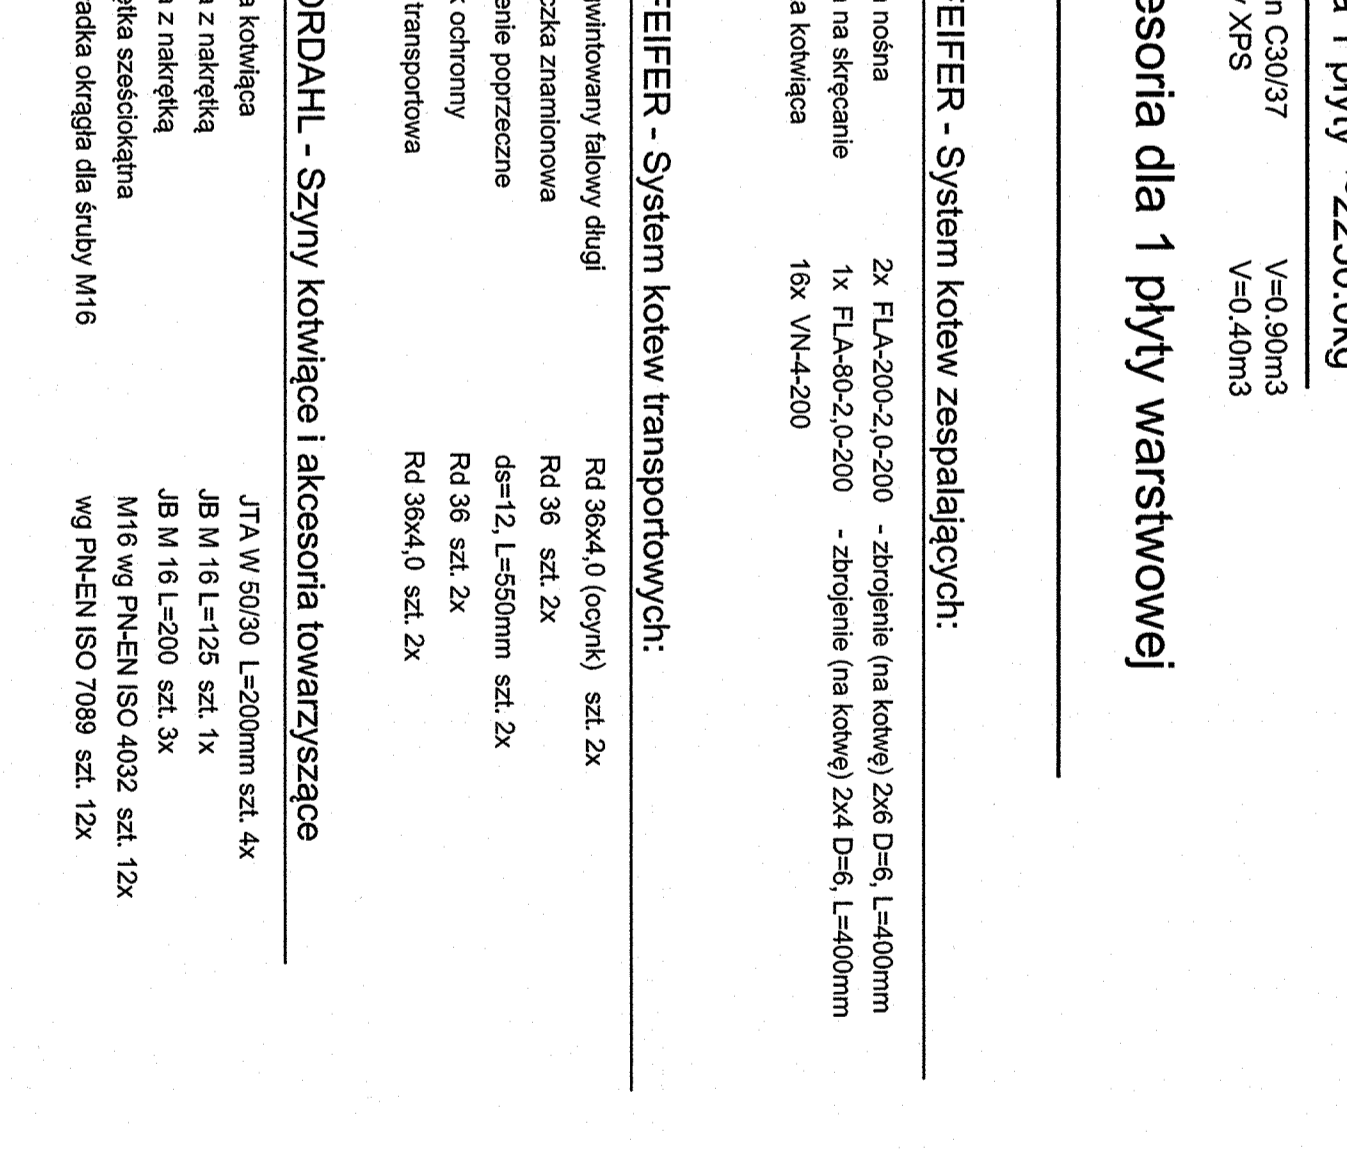 1 płyty
n C30/37 V=0.90m3
y XPS V=0.40m3
esoria dla 1 płyty warstwowej
FEIFER - System kotew zespalających:
nośna 2x FLA-200-2,0-200 - zbrojenie (na kotwę) 2x6 D=6, L=400mm
na skręcanie 1x FLA-80-2,0-200 - zbrojenie (na kotwę) 2x4 D=6, L=400mm
a kotwiąca 16x VN-4-200
FEIFER - System kotew transportowych:
gwintowany falowy długi Rd 36x4,0 (ocynk) szt. 2x
czka znamionowa Rd 36 szt. 2x
enie poprzeczne ds=12, L=550mm szt. 2x
k ochronny Rd 36 szt. 2x
transportowa Rd 36x4,0 szt. 2x
ORDAHL - Szyny kotwiące i akcesoria towarzyszące
a kotwiąca JTA W 50/30 L=200mm szt. 4x
a z nakrętką JB M 16 L=125 szt. 1x
a z nakrętką JB M 16 L=200 szt. 3x
ętka sześciokątna M16 wg PN-EN ISO 4032 szt. 12x
adka okrągła dla śruby M16 wg PN-EN ISO 7089 szt. 12x